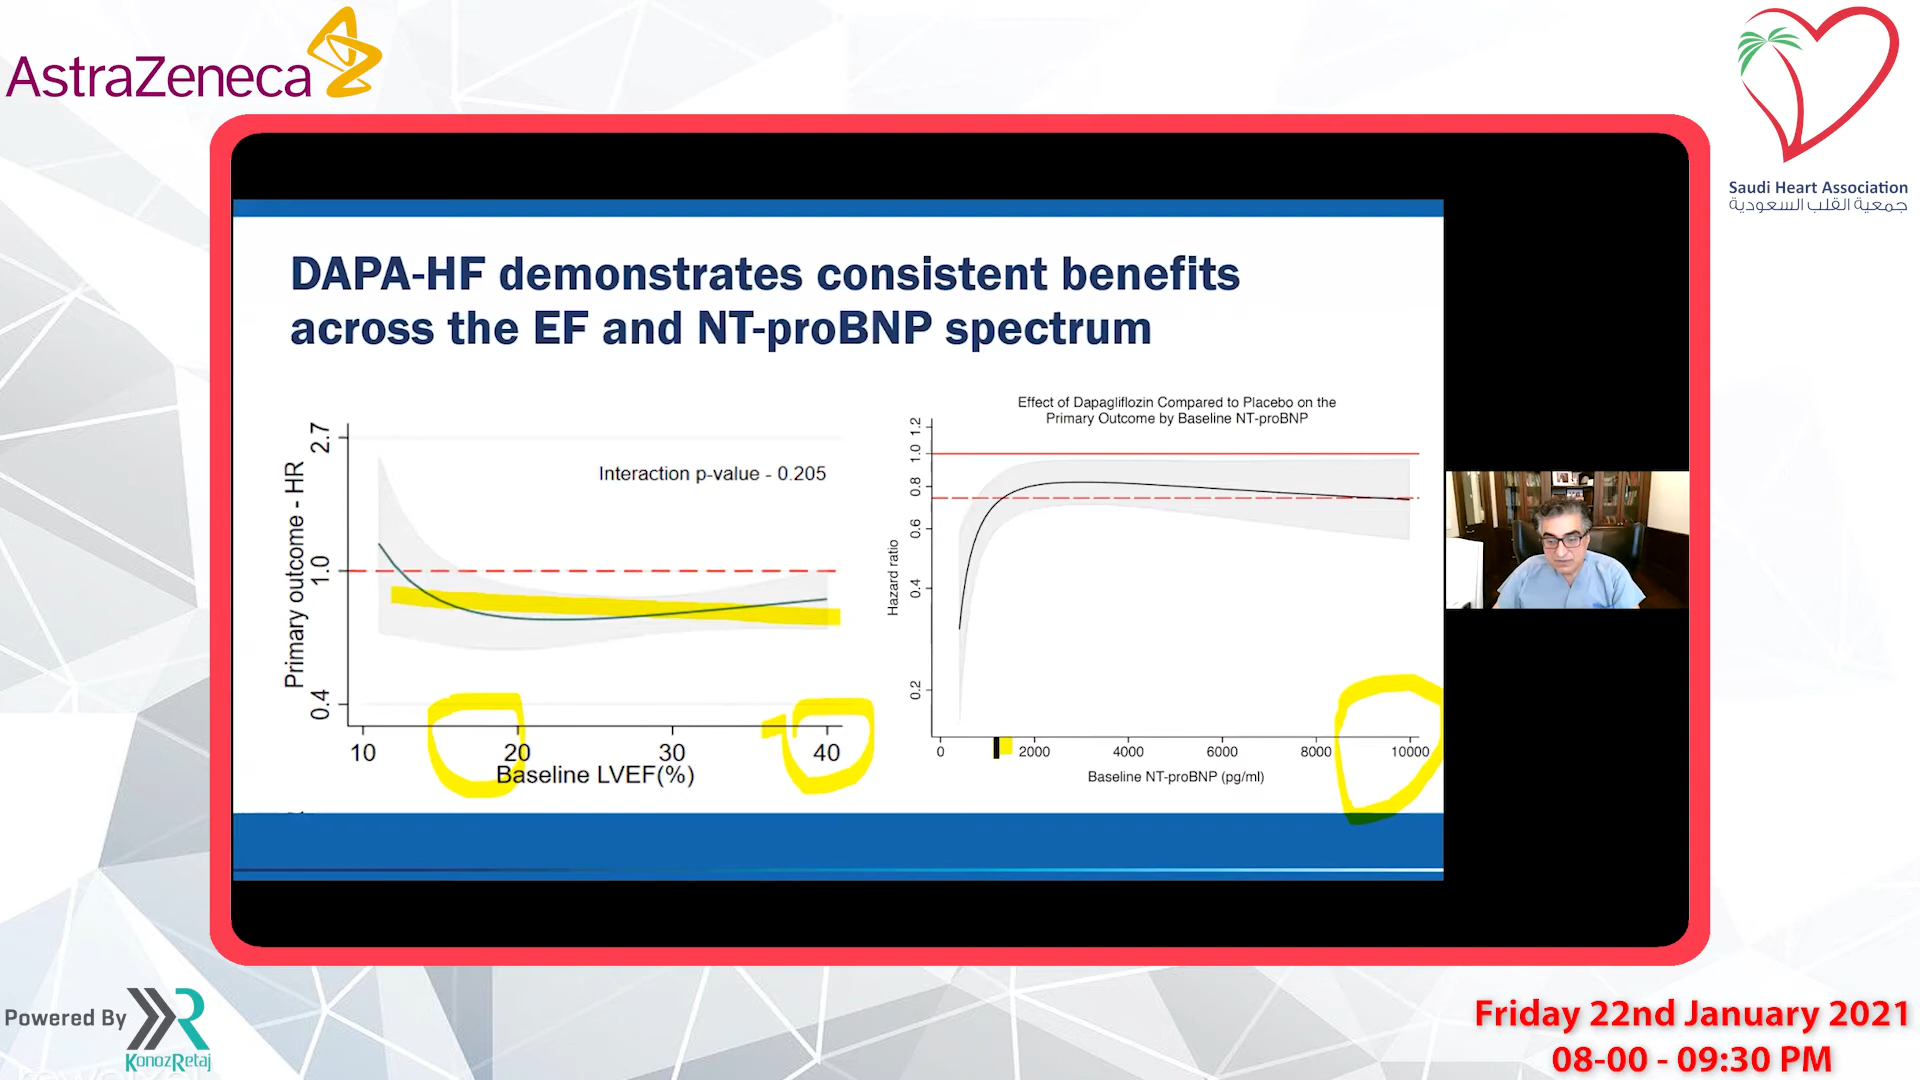 AstraZeneca
Saudi Heart Association
جمعية القلب السعودية
DAPA-HF demonstrates consistent benefits
across the EF and NT-proBNP spectrum
2.7
1.0
0.4
Primary outcome - HR
Interaction p-value - 0.205
10 20 30 40
Baseline LVEF(%)
Effect of Dapagliflozin Compared to Placebo on the
Primary Outcome by Baseline NT-proBNP
1.2
1.0
0.8
0.6
0.4
0.2
Hazard ratio
0 2000 4000 6000 8000 10000
Baseline NT-proBNP (pg/ml)
Powered By
KonozRetaj
Friday 22nd January 2021
08-00 - 09:30 PM